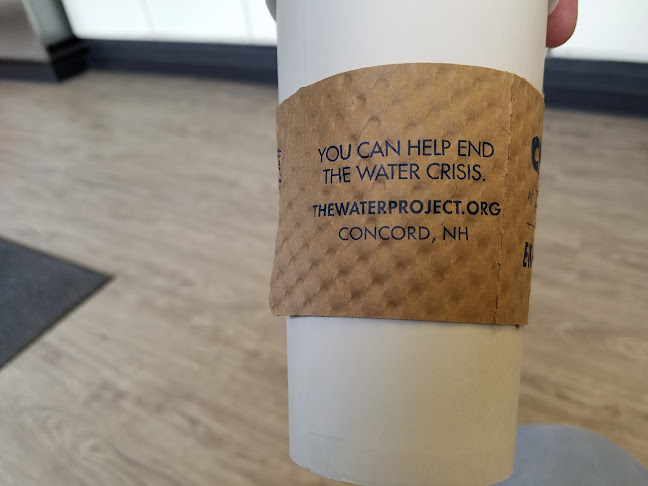 YOU CAN HELP END
THE WATER CRISIS.
THEWATERPROJECT.ORG
CONCORD, NH